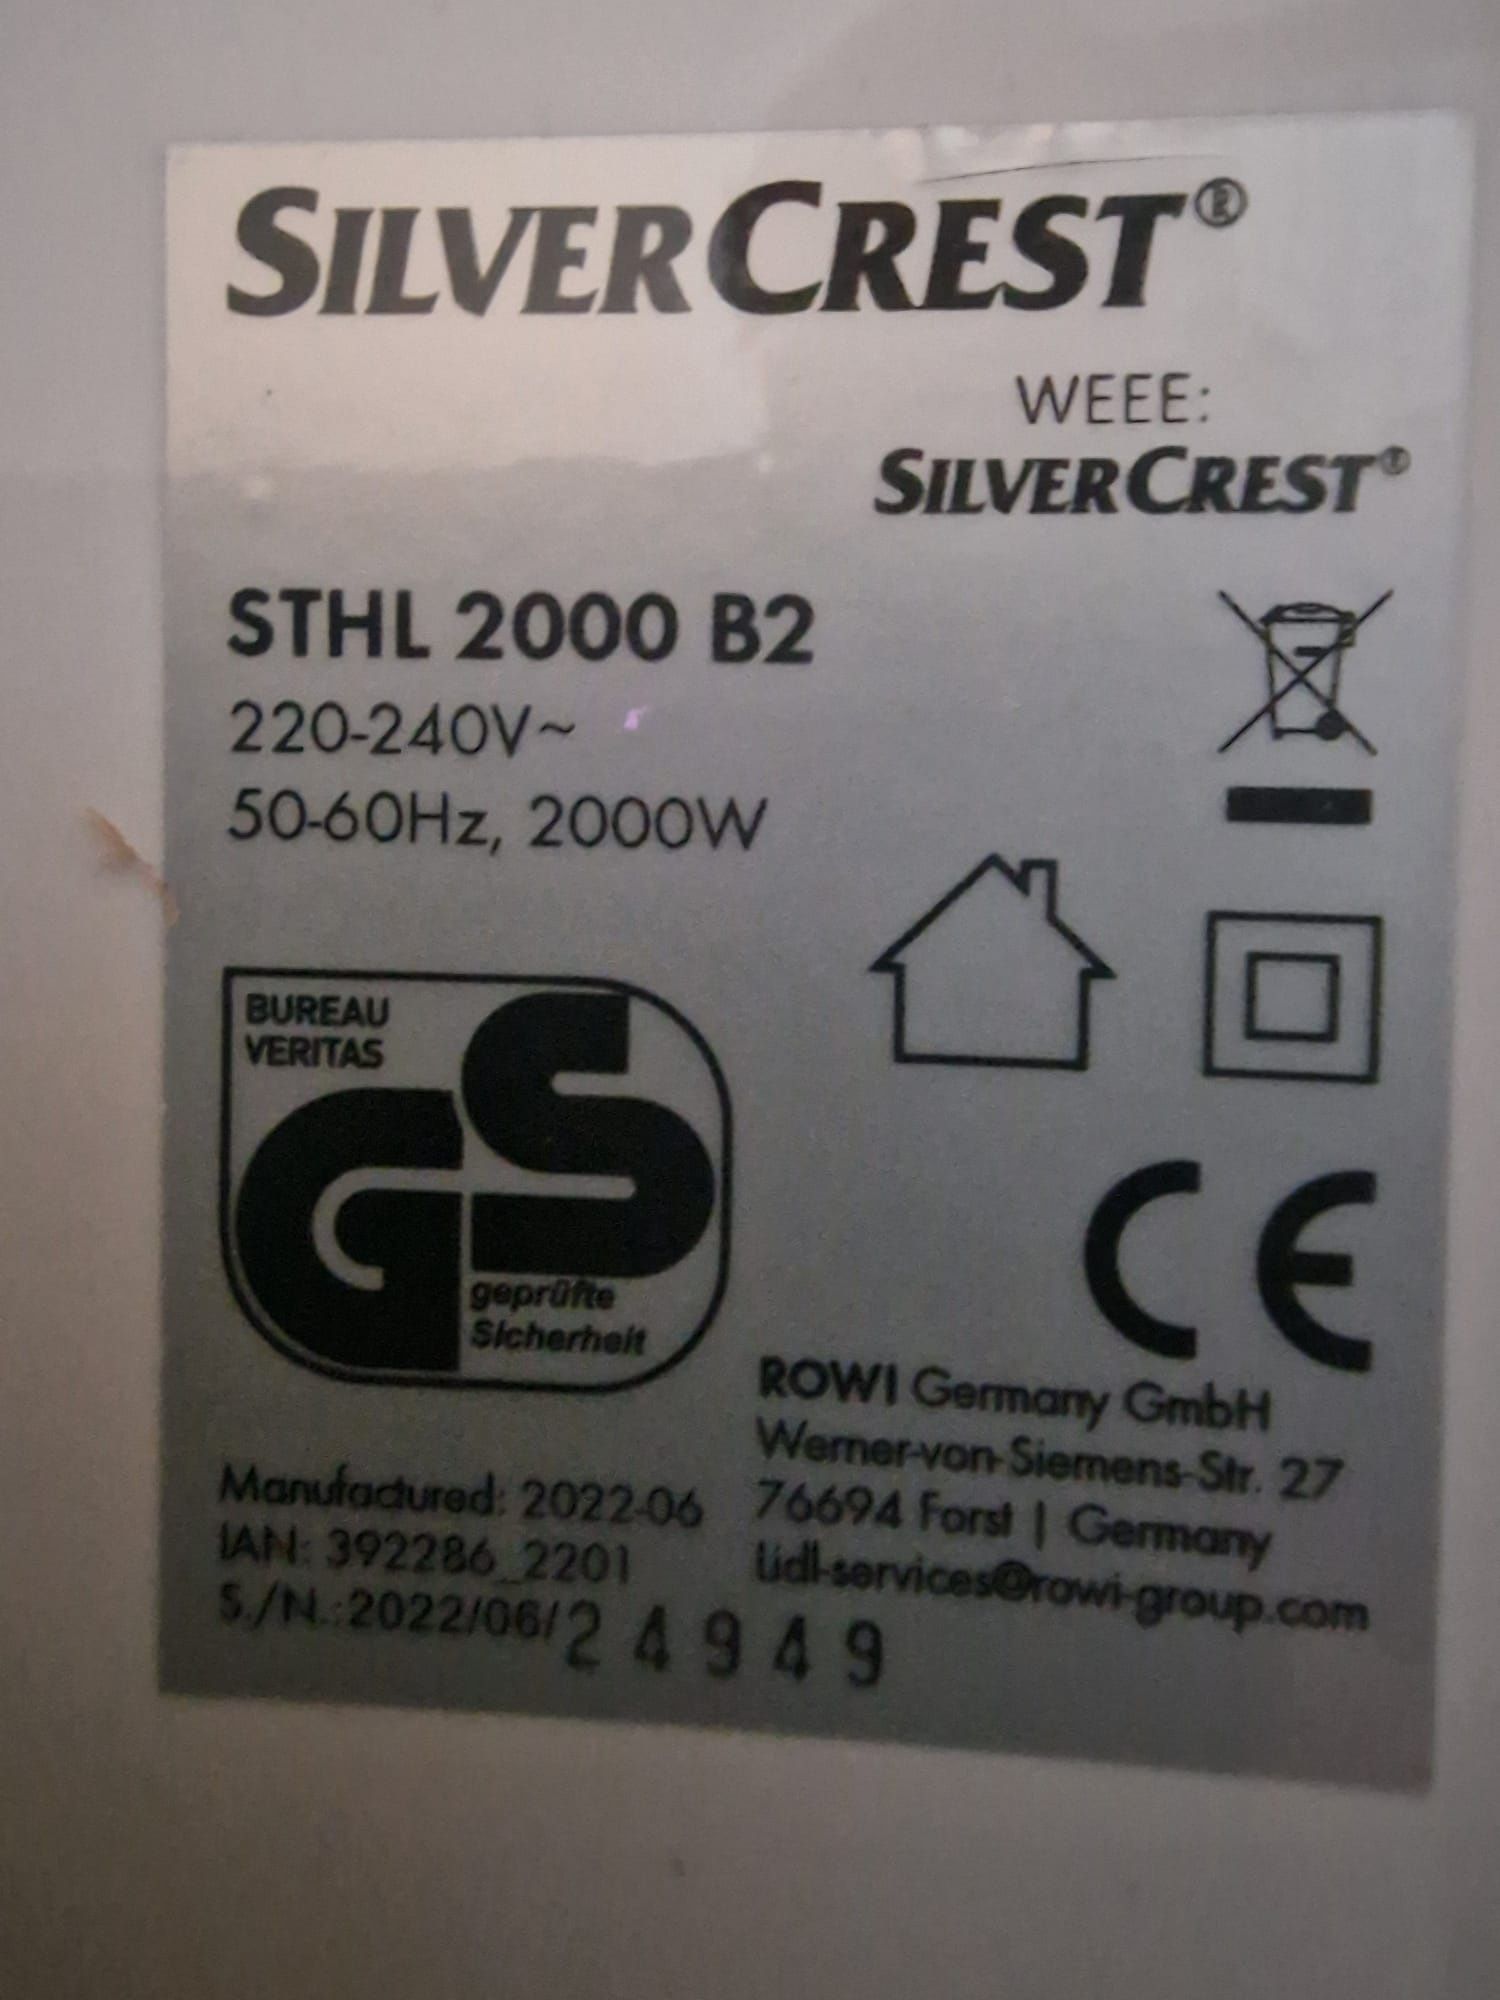 SILVERCREST®
WEEE:
SILVERCREST®
STHL 2000 B2
220-240V~
50-60Hz, 2000W
BUREAU
VERITAS
GS
geprüfte
Sicherheit
CE
ROWI Germany GmbH
Werner-von-Siemens-Str. 27
76694 Forst | Germany
lidl-services@rowi-group.com
Manufactured: 2022-06
IAN: 392286_2201
S./N.:2022/06/24949